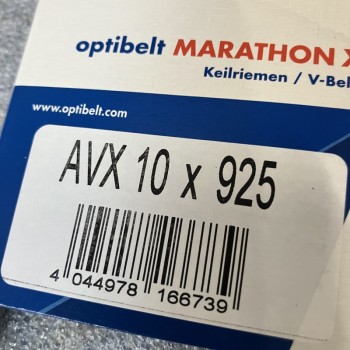 optibelt MARATHON X
Keilriemen / V-Bel
www.optibelt.com
AVX 10 x 925
4 044978 166739